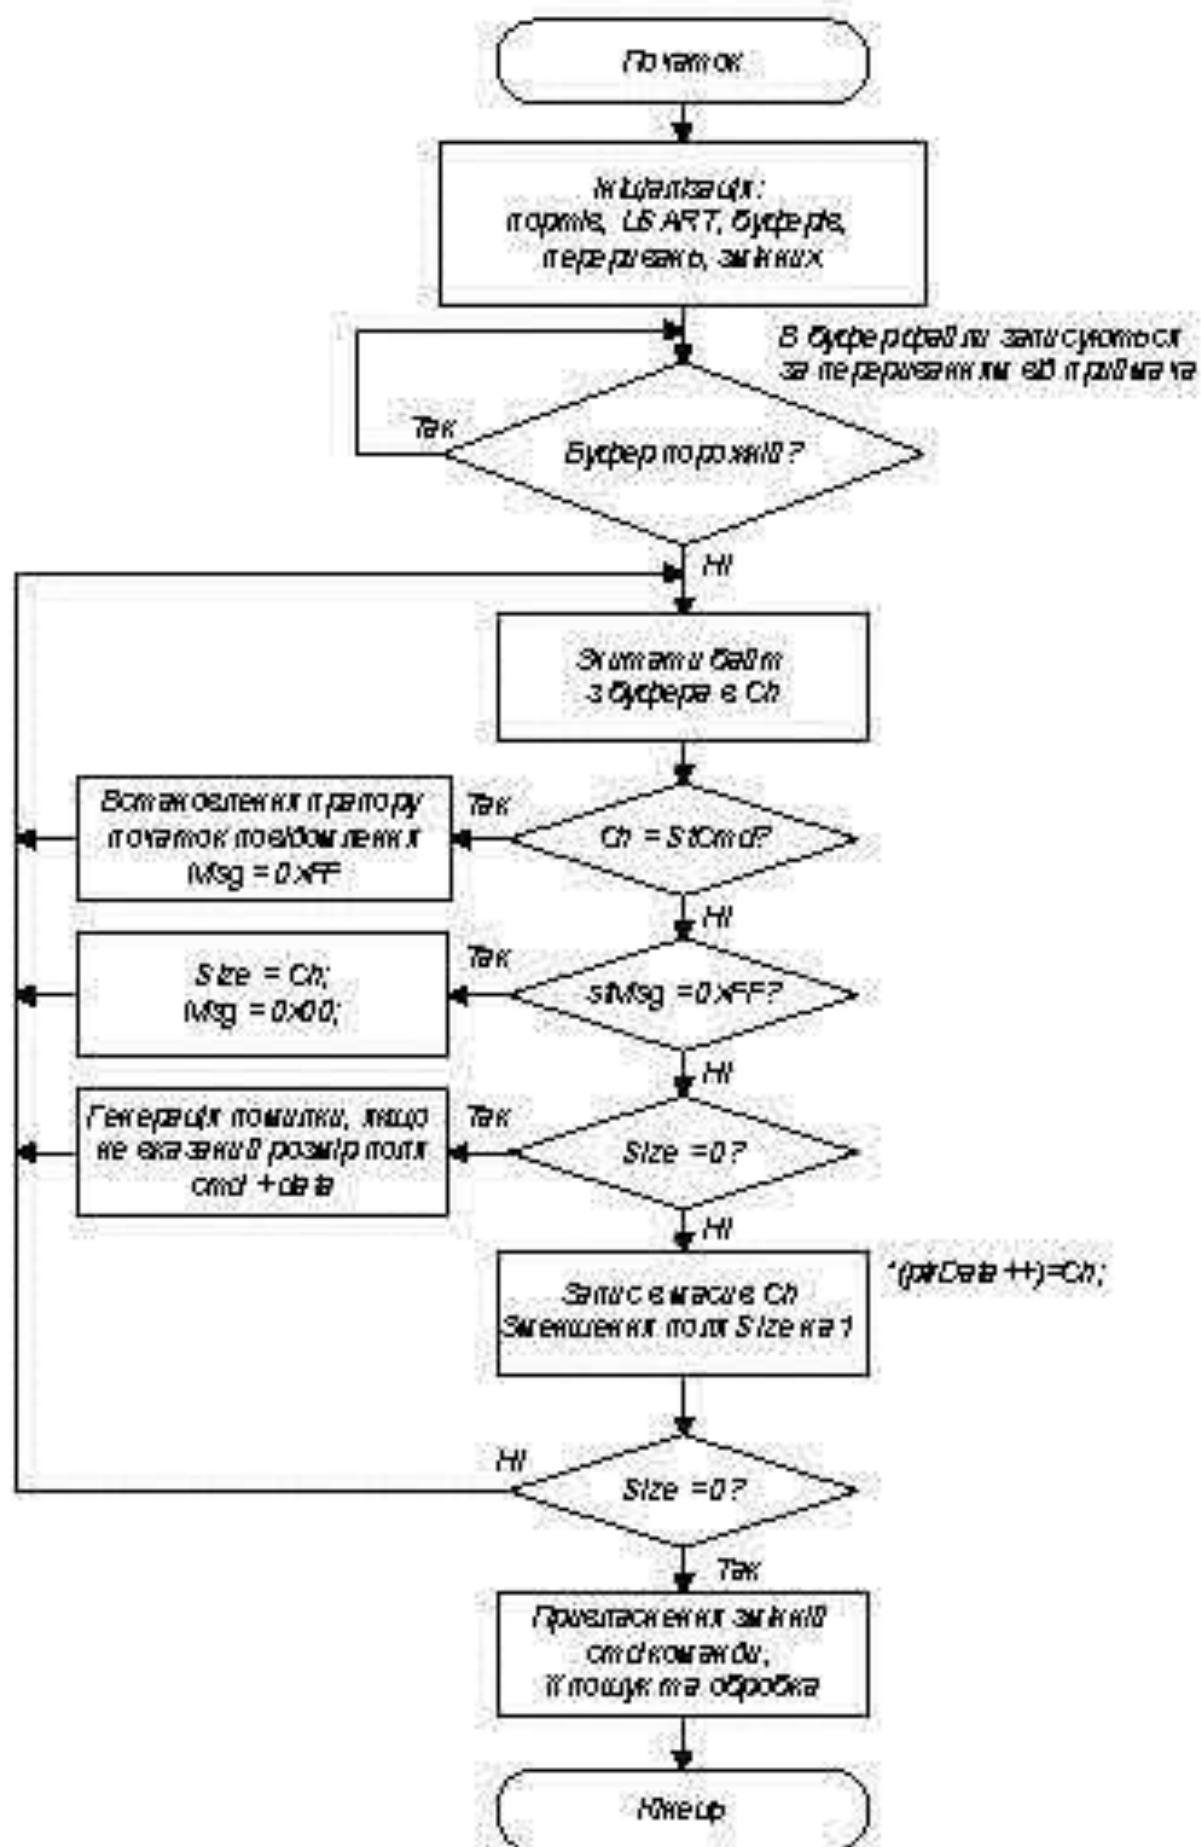 Початок
Ініціалізація:
портів, USART, буферів,
переривань, змінних
В буфер файли записуються
за перериванням від приймача
Так
Буфер порожній?
Ні
Зчитати байт
з буфера в Ch
Встановлення прапору
початок повідомлення
Msg = 0xFF
Так
Ch = StCmd?
Ні
Size = Ch;
Msg = 0x00;
Так
stMsg =0xFF?
Ні
Генерація помилки, якщо
не вказаний розмір поля
cmd + data
Так
Size =0?
Ні
Запис в масив Ch
Зменшення поля Size на 1
*(ptrData ++)=Ch;
Ні
Size =0?
Так
Присвоєння змінній
cmd команди,
її пошук та обробка
Кінець